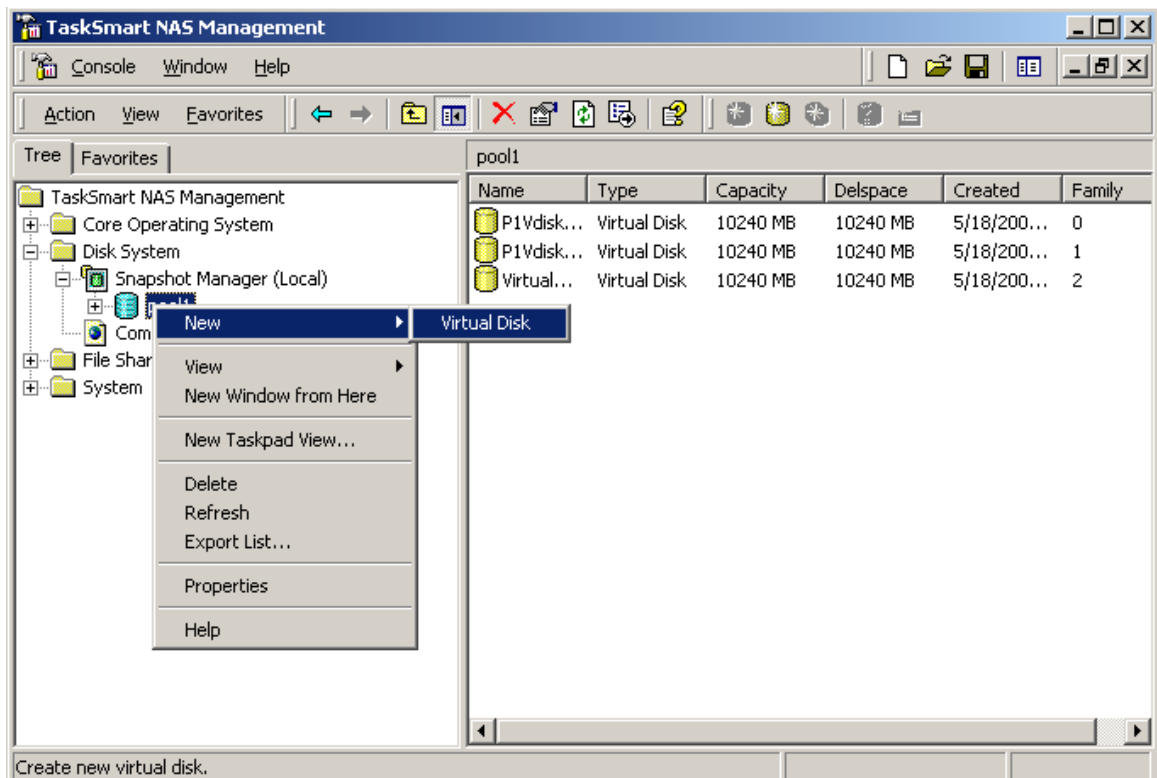 TaskSmart NAS Management
Console Window Help
Action View Favorites
Tree Favorites
pool1
TaskSmart NAS Management
Core Operating System
Disk System
Snapshot Manager (Local)
pool1
Com
File Shar
System
Name Type Capacity Delspace Created Family
P1Vdisk... Virtual Disk 10240 MB 10240 MB 5/18/200... 0
P1Vdisk... Virtual Disk 10240 MB 10240 MB 5/18/200... 1
Virtual... Virtual Disk 10240 MB 10240 MB 5/18/200... 2
New
Virtual Disk
View
New Window from Here
New Taskpad View...
Delete
Refresh
Export List...
Properties
Help
Create new virtual disk.